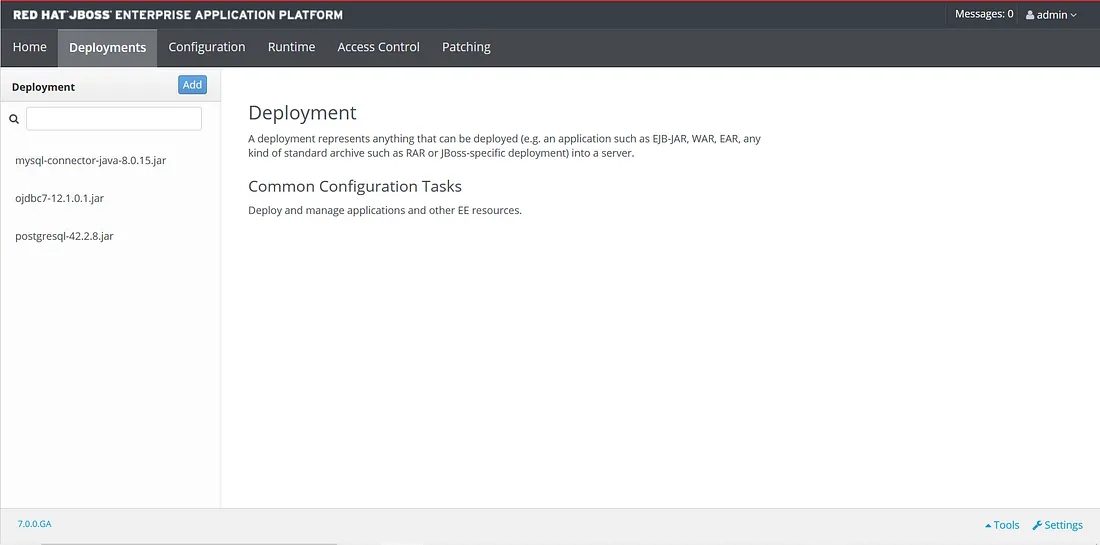 RED HAT® JBOSS® ENTERPRISE APPLICATION PLATFORM
Messages: 0 admin
Home Deployments Configuration Runtime Access Control Patching
Deployment Add
mysql-connector-java-8.0.15.jar
ojdbc7-12.1.0.1.jar
postgresql-42.2.8.jar
Deployment
A deployment represents anything that can be deployed (e.g. an application such as EJB-JAR, WAR, EAR, any
kind of standard archive such as RAR or JBoss-specific deployment) into a server.
Common Configuration Tasks
Deploy and manage applications and other EE resources.
7.0.0.GA Tools Settings